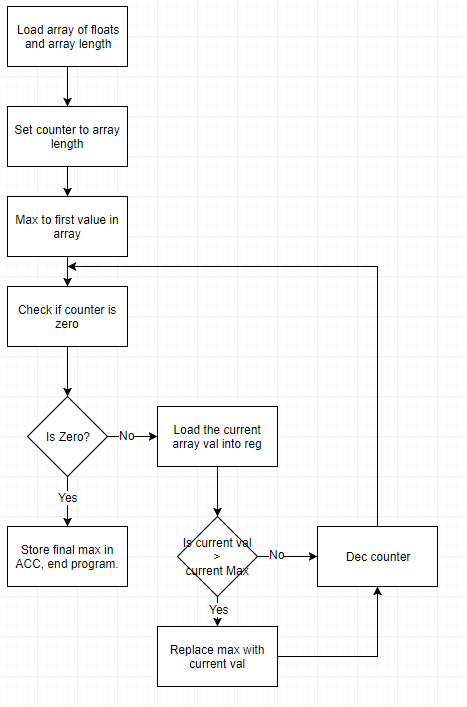 Load array of floats
and array length
Set counter to array
length
Max to first value in
array
Check if counter is
zero
Is Zero?
No
Load the current
array val into reg
Yes
Is current val
>
current Max
No
Dec counter
Store final max in
ACC, end program.
Yes
Replace max with
current val